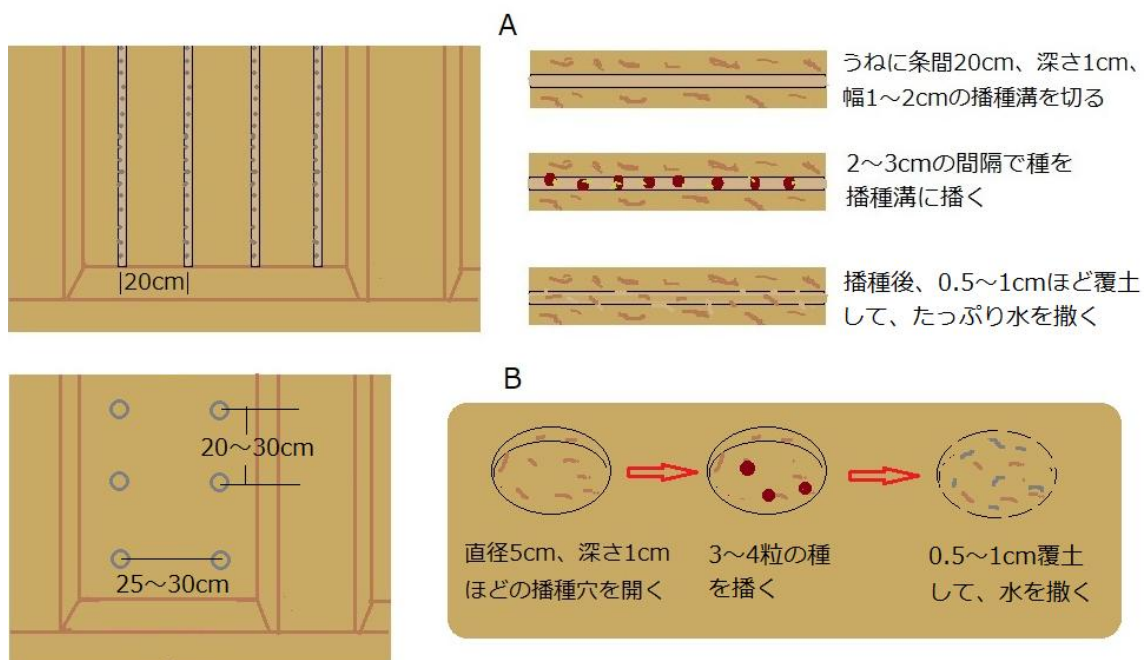 A
うねに条間20cm、深さ1cm、
幅1～2cmの播種溝を切る
2～3cmの間隔で種を
播種溝に播く
20cm
播種後、0.5～1cmほど覆土
して、たっぷり水を撒く
B
20～30cm
25～30cm
直径5cm、深さ1cm
ほどの播種穴を開く
3～4粒の種
を播く
0.5～1cm覆土
して、水を撒く